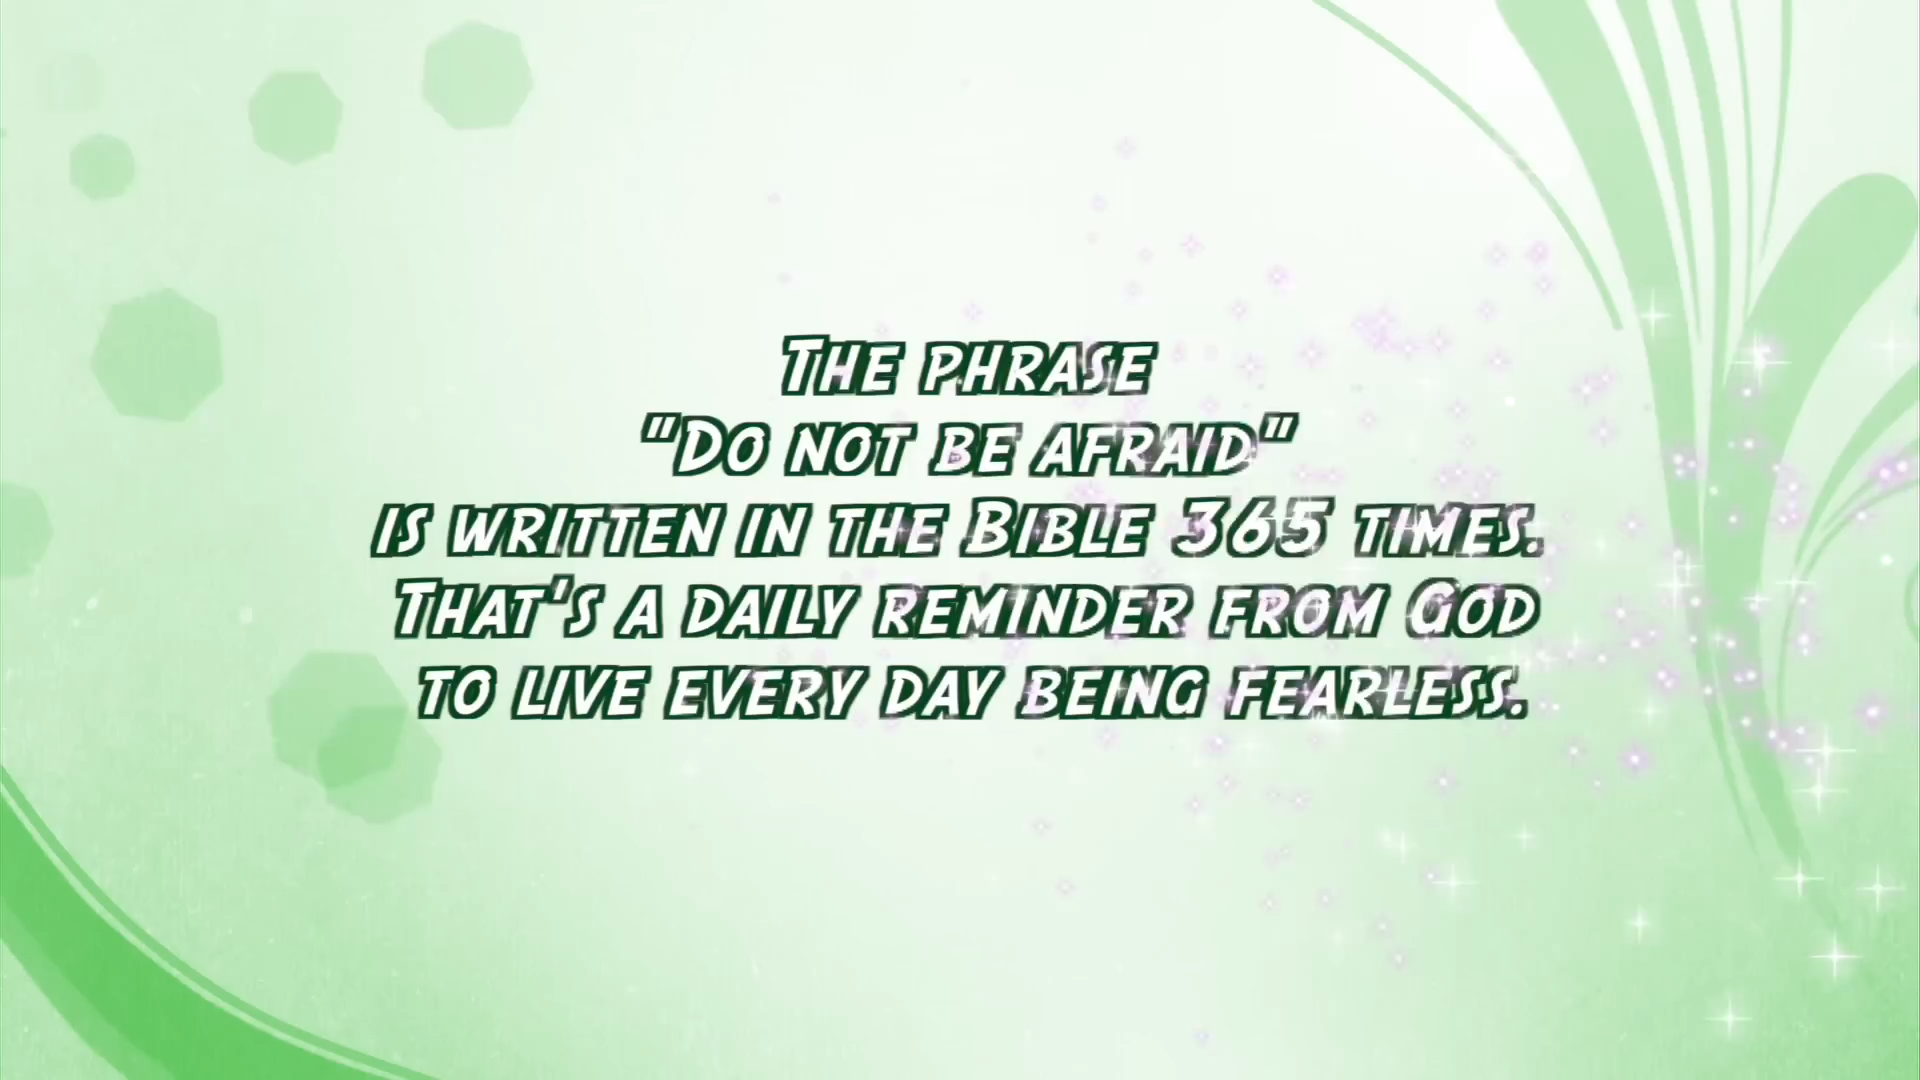 The phrase
"Do not be afraid"
is written in the Bible 365 times.
That's a daily reminder from God
to live every day being fearless.